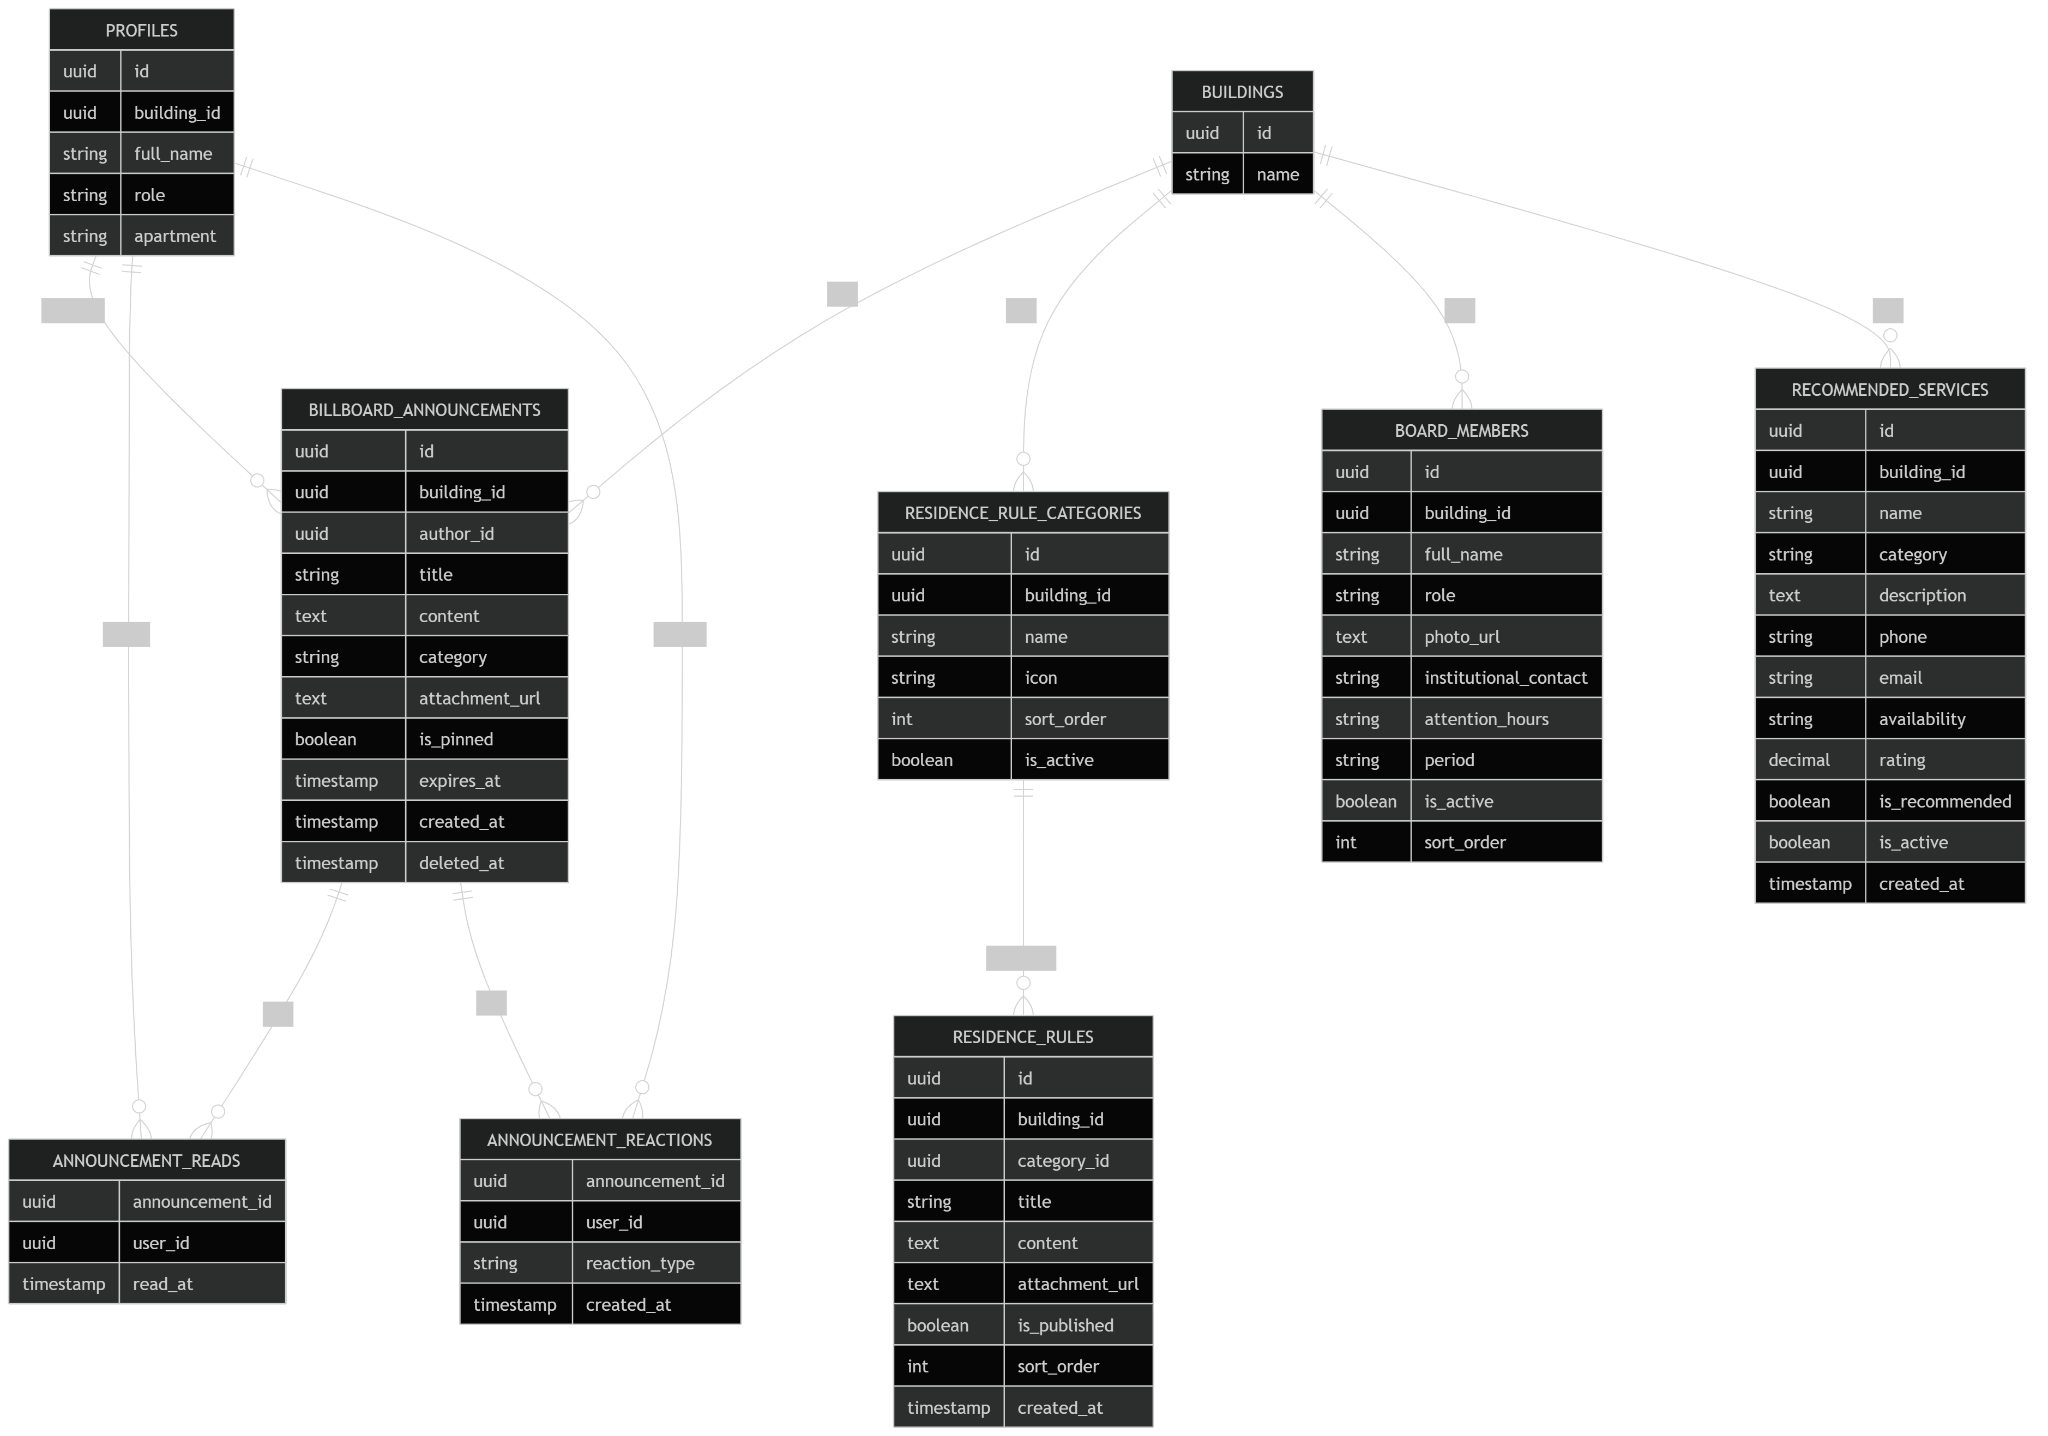 PROFILES
uuid id
uuid building_id
string full_name
string role
string apartment
BUILDINGS
uuid id
string name
BILLBOARD_ANNOUNCEMENTS
uuid id
uuid building_id
uuid author_id
string title
text content
string category
text attachment_url
boolean is_pinned
timestamp expires_at
timestamp created_at
timestamp deleted_at
RESIDENCE_RULE_CATEGORIES
uuid id
uuid building_id
string name
string icon
int sort_order
boolean is_active
BOARD_MEMBERS
uuid id
uuid building_id
string full_name
string role
text photo_url
string institutional_contact
string attention_hours
string period
boolean is_active
int sort_order
RECOMMENDED_SERVICES
uuid id
uuid building_id
string name
string category
text description
string phone
string email
string availability
decimal rating
boolean is_recommended
boolean is_active
timestamp created_at
ANNOUNCEMENT_READS
uuid announcement_id
uuid user_id
timestamp read_at
ANNOUNCEMENT_REACTIONS
uuid announcement_id
uuid user_id
string reaction_type
timestamp created_at
RESIDENCE_RULES
uuid id
uuid building_id
uuid category_id
string title
text content
text attachment_url
boolean is_published
int sort_order
timestamp created_at